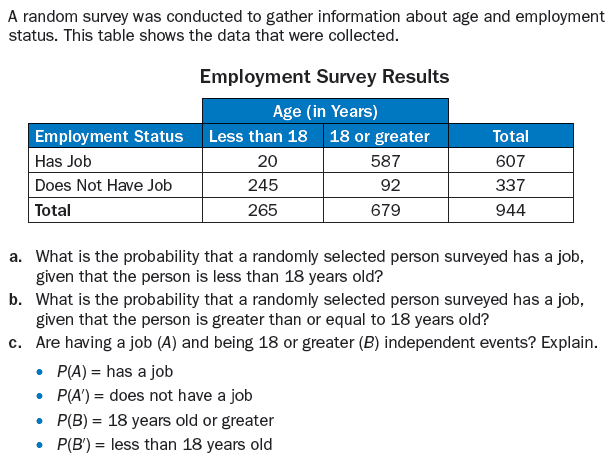 A random survey was conducted to gather information about age and employment
status. This table shows the data that were collected.
Employment Survey Results
Age (in Years)
Employment Status Less than 18 18 or greater Total
Has Job 20 587 607
Does Not Have Job 245 92 337
Total 265 679 944
a. What is the probability that a randomly selected person surveyed has a job,
given that the person is less than 18 years old?
b. What is the probability that a randomly selected person surveyed has a job,
given that the person is greater than or equal to 18 years old?
c. Are having a job (A) and being 18 or greater (B) independent events? Explain.
• P(A) = has a job
• P(A′) = does not have a job
• P(B) = 18 years old or greater
• P(B′) = less than 18 years old